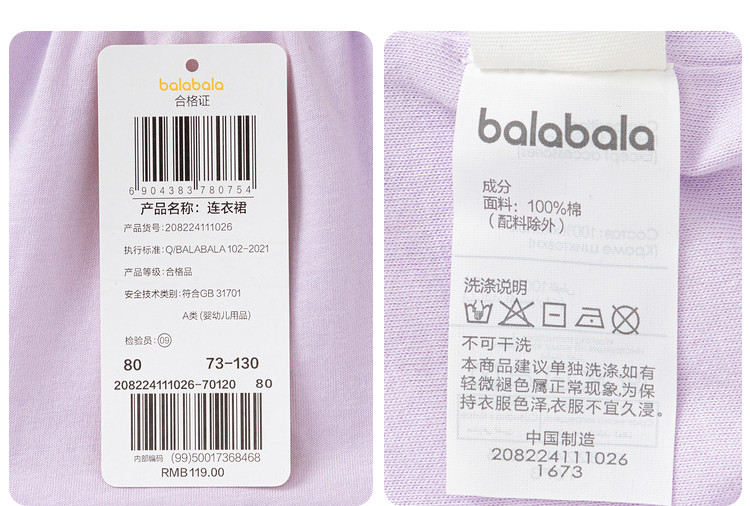 balabala
合格证
6 904383 780754
产品名称：连衣裙
产品货号：208224111026
执行标准：Q/BALABALA 102-2021
产品等级：合格品
安全技术类别：符合GB 31701
A类 (婴幼儿用品)
检验员：09
80 73-130
208224111026-70120 80
内部编码 (99)50017368468
RMB119.00
balabala
成分
面料：100%棉
（配料除外）
洗涤说明
不可干洗
本商品建议单独洗涤,如有
轻微褪色属正常现象,为保
持衣服色泽,衣服不宜久浸。
中国制造
208224111026
1673